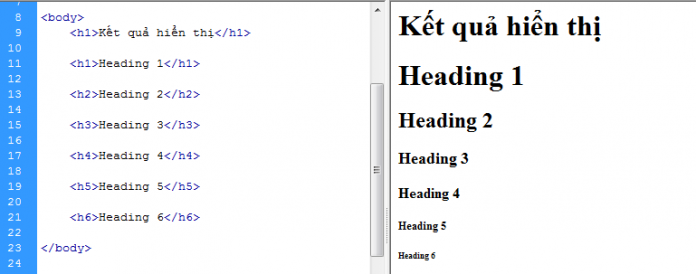 7
8 <body>
9 <h1>Kết quả hiển thị</h1>
10
11 <h1>Heading 1</h1>
12
13 <h2>Heading 2</h2>
14
15 <h3>Heading 3</h3>
16
17 <h4>Heading 4</h4>
18
19 <h5>Heading 5</h5>
20
21 <h6>Heading 6</h6>
22
23 </body>
24
Kết quả hiển thị
Heading 1
Heading 2
Heading 3
Heading 4
Heading 5
Heading 6